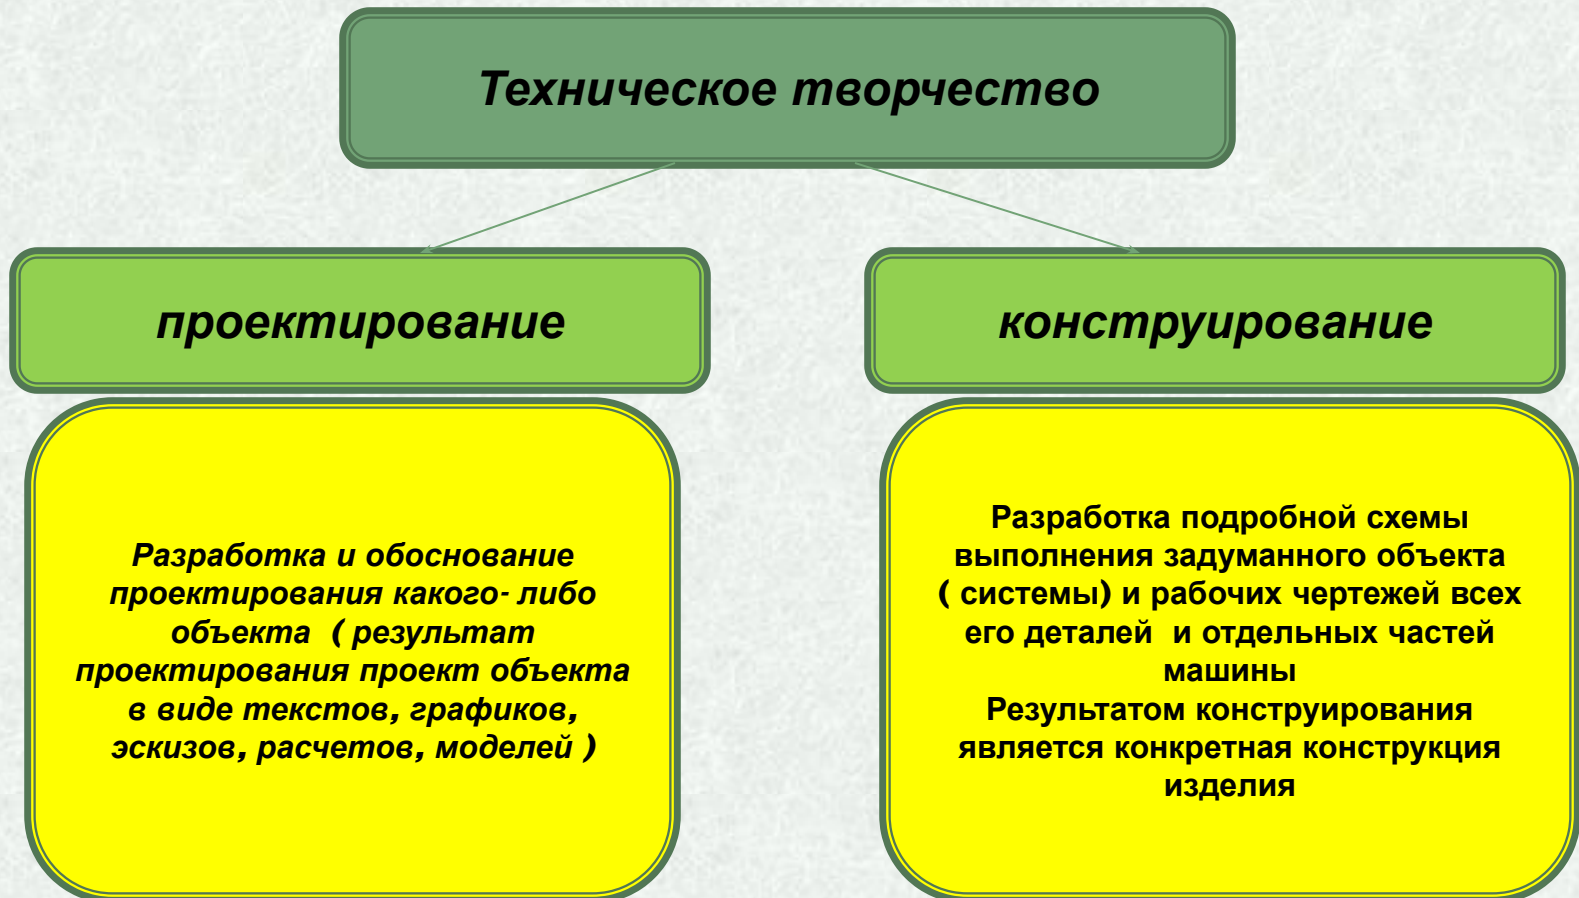 Техническое творчество
проектирование
Разработка и обоснование
проектирования какого- либо
объекта ( результат
проектирования проект объекта
в виде текстов, графиков,
эскизов, расчетов, моделей )
конструирование
Разработка подробной схемы
выполнения задуманного объекта
( системы) и рабочих чертежей всех
его деталей и отдельных частей
машины
Результатом конструирования
является конкретная конструкция
изделия